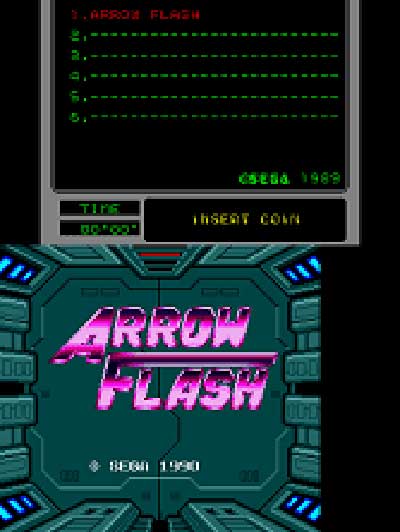 1.ARROW FLASH
2.--------------------------------
3.--------------------------------
4.--------------------------------
5.--------------------------------
6.--------------------------------
©SEGA 1989
TIME
00"00'
INSERT COIN
ARROW
FLASH
© SEGA 1990